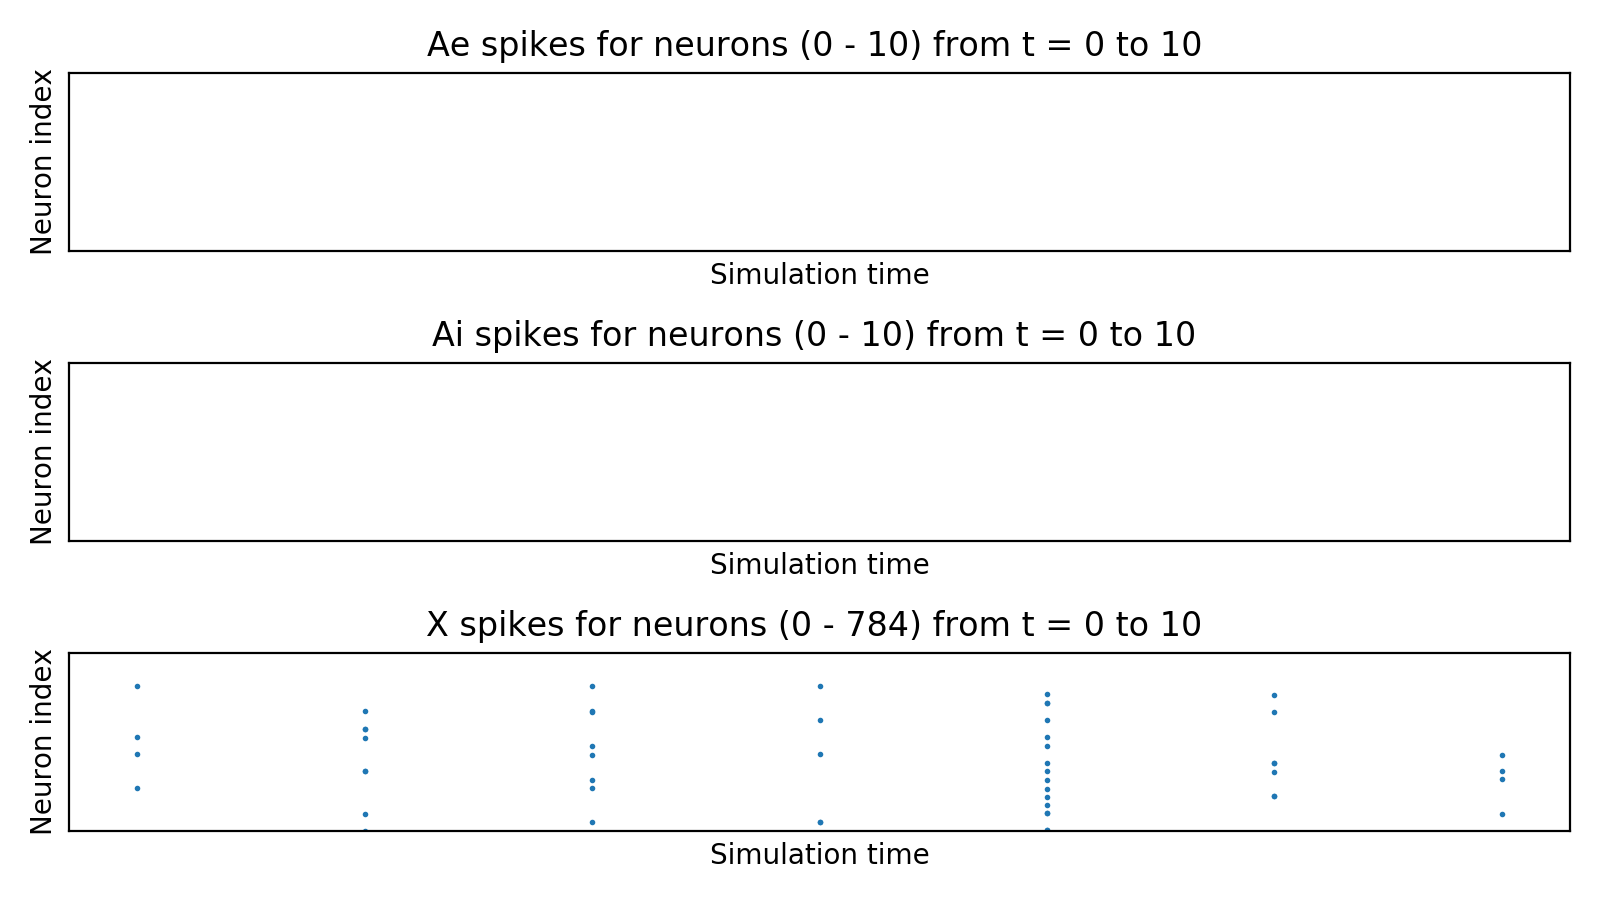 Ae spikes for neurons (0 - 10) from t = 0 to 10
Neuron index
Simulation time
Ai spikes for neurons (0 - 10) from t = 0 to 10
Neuron index
Simulation time
X spikes for neurons (0 - 784) from t = 0 to 10
Neuron index
Simulation time